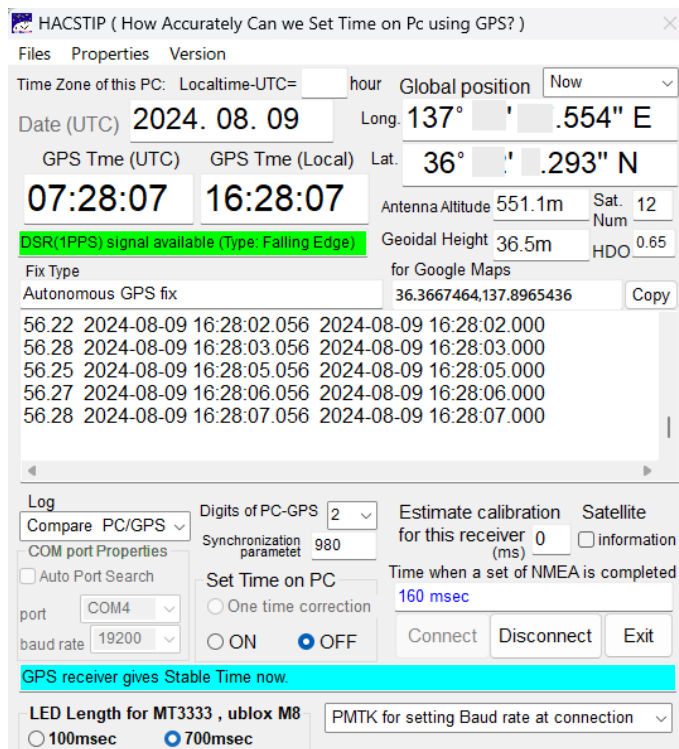 HACSTIP ( How Accurately Can we Set Time on Pc using GPS? )
Files Properties Version
Time Zone of this PC: Localtime-UTC= hour Global position Now
Date (UTC) 2024. 08. 09 Long. 137° ' .554" E
GPS Tme (UTC) GPS Tme (Local) Lat. 36° ' .293" N
07:28:07 16:28:07 Antenna Altitude 551.1m Sat. Num 12
DSR(1PPS) signal available (Type: Falling Edge) Geoidal Height 36.5m HDO 0.65
Fix Type for Google Maps
Autonomous GPS fix 36.3667464,137.8965436 Copy
56.22 2024-08-09 16:28:02.056 2024-08-09 16:28:02.000
56.28 2024-08-09 16:28:03.056 2024-08-09 16:28:03.000
56.25 2024-08-09 16:28:05.056 2024-08-09 16:28:05.000
56.27 2024-08-09 16:28:06.056 2024-08-09 16:28:06.000
56.28 2024-08-09 16:28:07.056 2024-08-09 16:28:07.000
Log
Compare PC/GPS
Digits of PC-GPS 2
Synchronization parametet 980
Estimate calibration for this receiver (ms) 0
Satellite information
COM port Properties
Auto Port Search
port COM4
baud rate 19200
Set Time on PC
One time correction
ON OFF
Time when a set of NMEA is completed
160 msec
Connect Disconnect Exit
GPS receiver gives Stable Time now.
LED Length for MT3333 , ublox M8
100msec 700msec
PMTK for setting Baud rate at connection